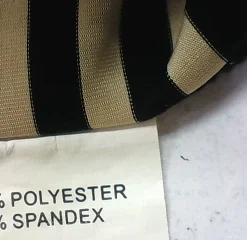 % POLYESTER
% SPANDEX